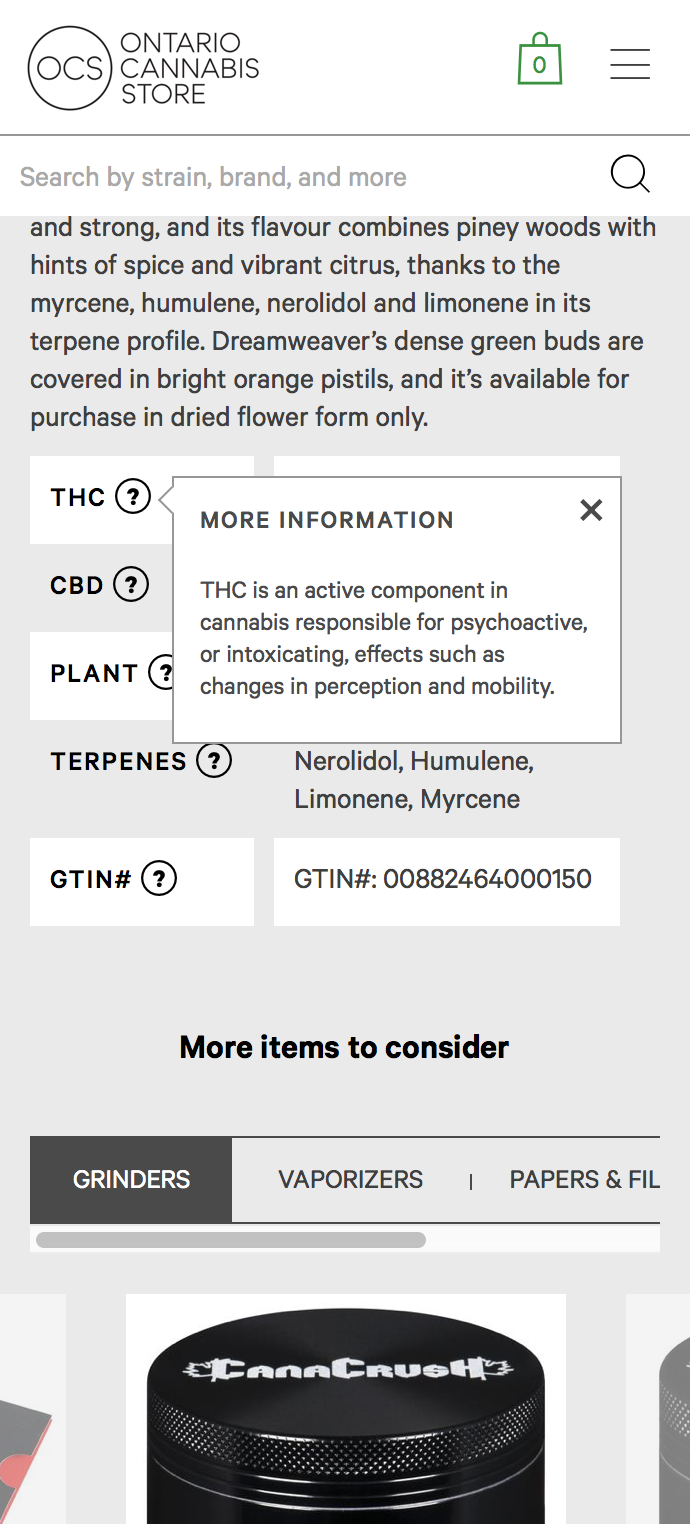 OCS
ONTARIO
CANNABIS
STORE
0
Search by strain, brand, and more
and strong, and its flavour combines piney woods with
hints of spice and vibrant citrus, thanks to the
myrcene, humulene, nerolidol and limonene in its
terpene profile. Dreamweaver’s dense green buds are
covered in bright orange pistils, and it’s available for
purchase in dried flower form only.
THC ?
MORE INFORMATION
THC is an active component in
cannabis responsible for psychoactive,
or intoxicating, effects such as
changes in perception and mobility.
CBD ?
PLANT ?
TERPENES ?
Nerolidol, Humulene,
Limonene, Myrcene
GTIN# ?
GTIN#: 00882464000150
More items to consider
GRINDERS
VAPORIZERS
PAPERS & FIL
CANACRUSH